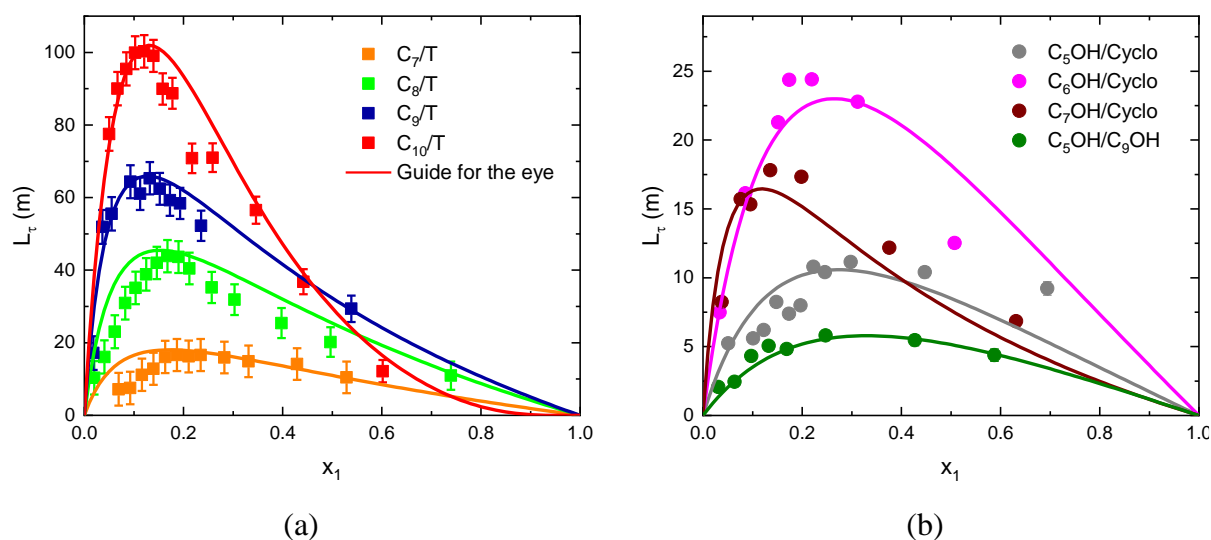 100
80
60
40
20
0
0.0 0.2 0.4 0.6 0.8 1.0
L_τ (m)
x₁
C₇/T
C₈/T
C₉/T
C₁₀/T
Guide for the eye
(a)
25
20
15
10
5
0
0.0 0.2 0.4 0.6 0.8 1.0
L_τ (m)
x₁
C₅OH/Cyclo
C₆OH/Cyclo
C₇OH/Cyclo
C₅OH/C₉OH
(b)